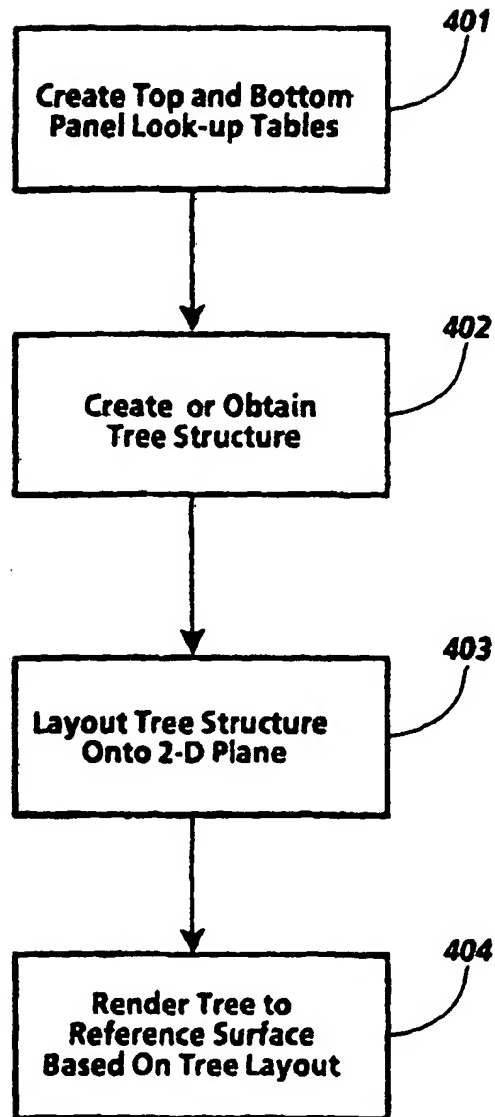 401
Create Top and Bottom
Panel Look-up Tables
402
Create or Obtain
Tree Structure
403
Layout Tree Structure
Onto 2-D Plane
404
Render Tree to
Reference Surface
Based On Tree Layout